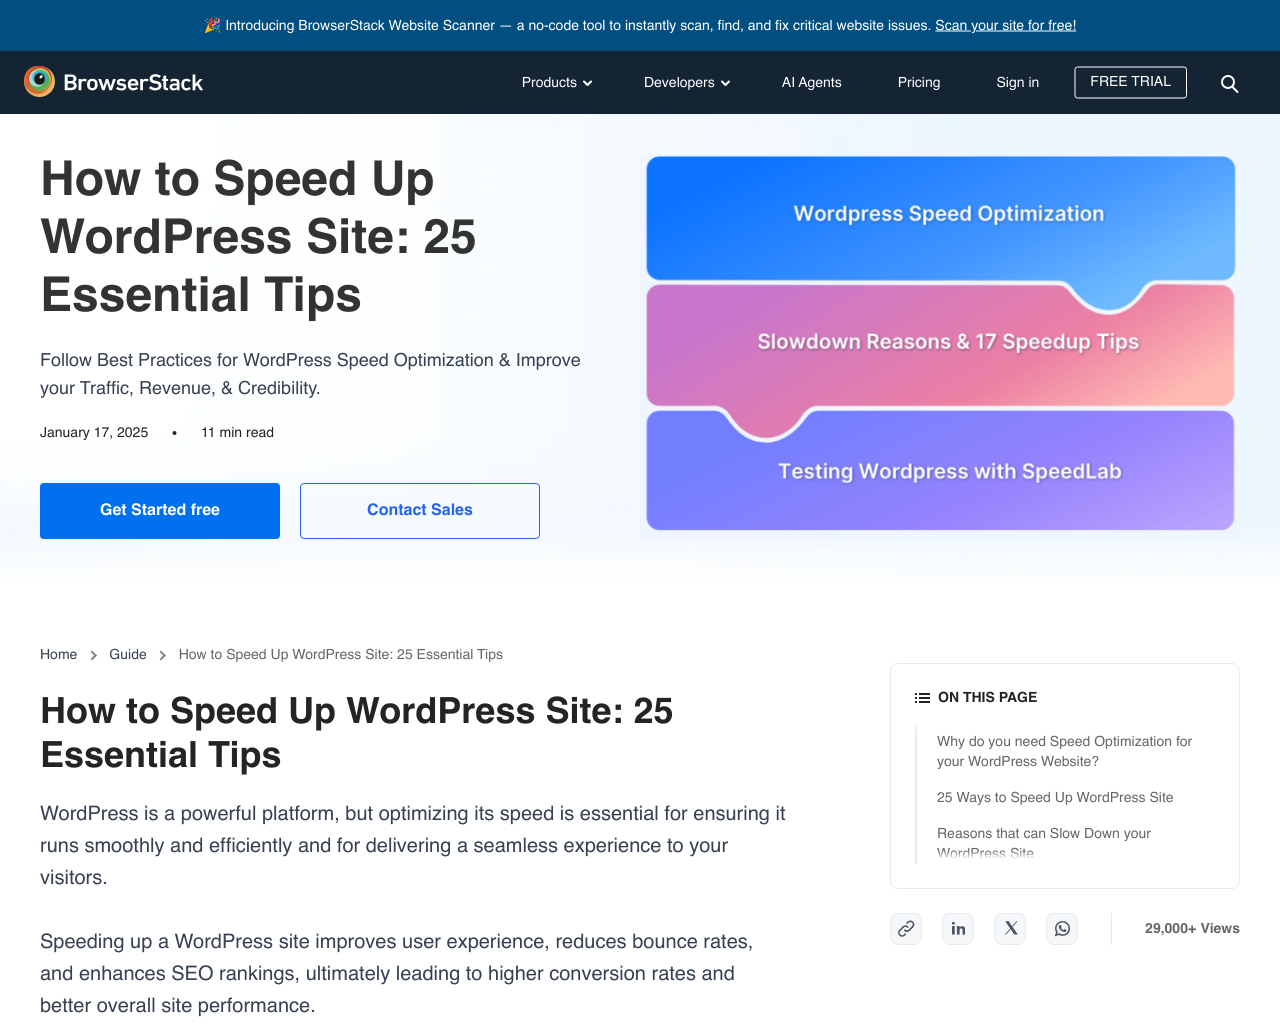 🎉 Introducing BrowserStack Website Scanner — a no-code tool to instantly scan, find, and fix critical website issues. Scan your site for free!
BrowserStack
Products
Developers
AI Agents
Pricing
Sign in
FREE TRIAL
How to Speed Up
WordPress Site: 25
Essential Tips
Follow Best Practices for WordPress Speed Optimization & Improve
your Traffic, Revenue, & Credibility.
January 17, 2025 • 11 min read
Get Started free
Contact Sales
Wordpress Speed Optimization
Slowdown Reasons & 17 Speedup Tips
Testing Wordpress with SpeedLab
Home > Guide > How to Speed Up WordPress Site: 25 Essential Tips
How to Speed Up WordPress Site: 25
Essential Tips
WordPress is a powerful platform, but optimizing its speed is essential for ensuring it
runs smoothly and efficiently and for delivering a seamless experience to your
visitors.
Speeding up a WordPress site improves user experience, reduces bounce rates,
and enhances SEO rankings, ultimately leading to higher conversion rates and
better overall site performance.
ON THIS PAGE
Why do you need Speed Optimization for
your WordPress Website?
25 Ways to Speed Up WordPress Site
Reasons that can Slow Down your
WordPress Site
29,000+ Views